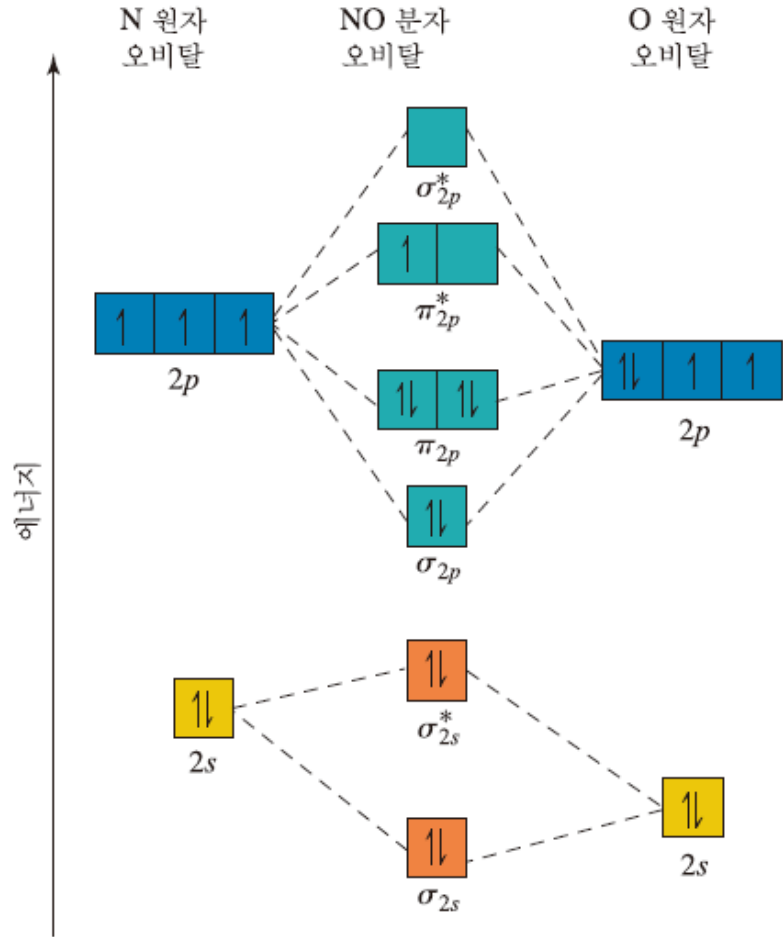 N 원자
오비탈
NO 분자
오비탈
O 원자
오비탈
에너지
σ*2p
π*2p
2p
π2p
2p
σ2p
σ*2s
2s
2s
σ2s